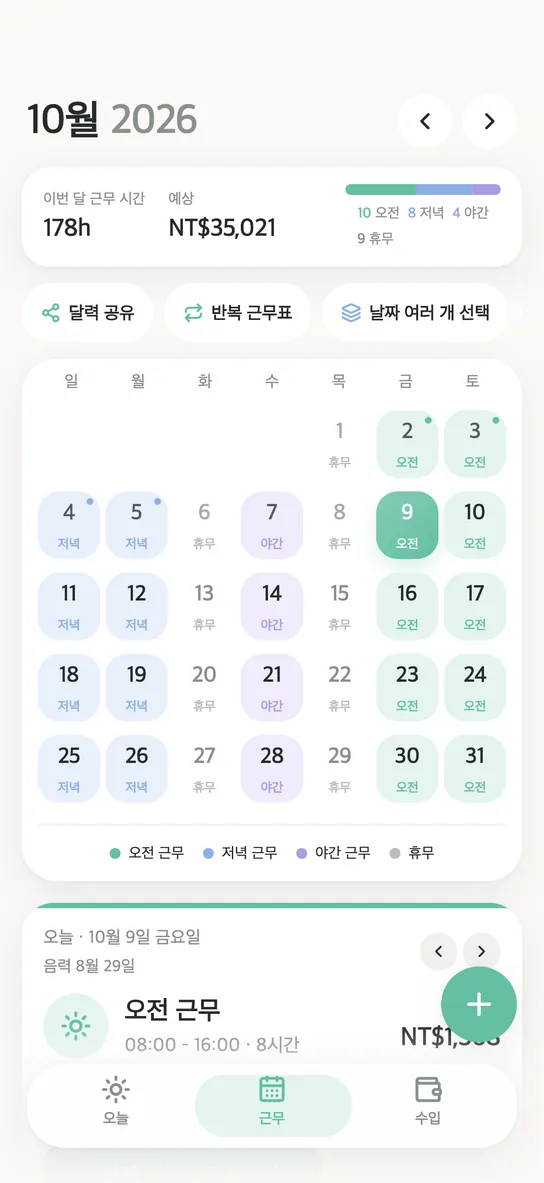 10월 2026
이번 달 근무 시간
178h
예상
NT$35,021
10 오전 8 저녁 4 야간
9 휴무
달력 공유
반복 근무표
날짜 여러 개 선택
일 월 화 수 목 금 토
1 2 3
휴무 오전 오전
4 5 6 7 8 9 10
저녁 저녁 휴무 야간 휴무 오전 오전
11 12 13 14 15 16 17
저녁 저녁 휴무 야간 휴무 오전 오전
18 19 20 21 22 23 24
저녁 저녁 휴무 야간 휴무 오전 오전
25 26 27 28 29 30 31
저녁 저녁 휴무 야간 휴무 오전 오전
오전 근무 저녁 근무 야간 근무 휴무
오늘 · 10월 9일 금요일
음력 8월 29일
오전 근무
08:00 - 16:00 · 8시간
오늘 근무 수입